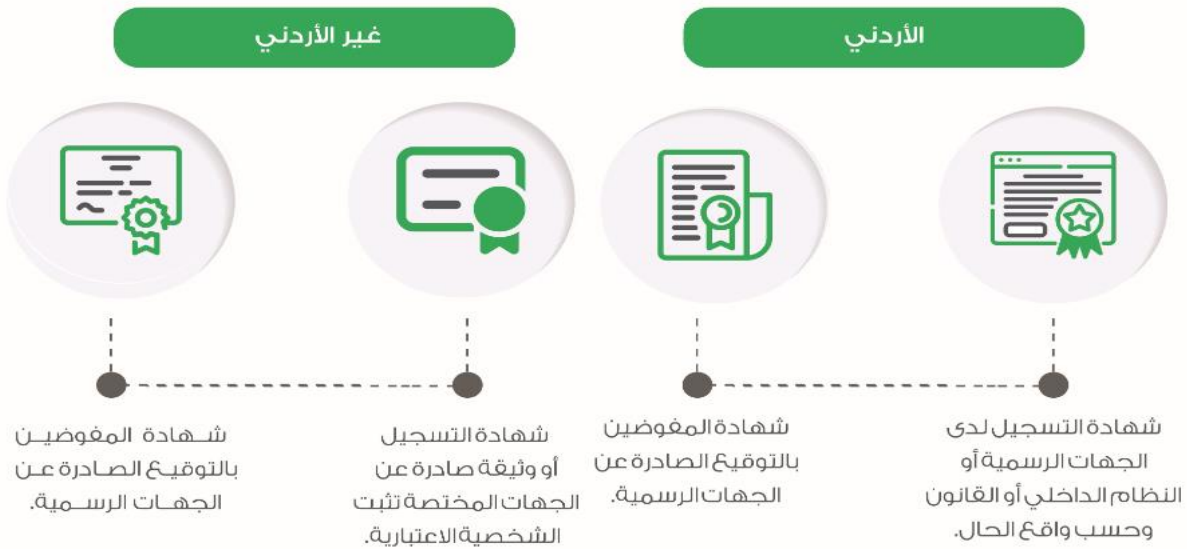 الأردني
شهادة التسجيل لدى
الجهات الرسمية أو
النظام الداخلي أو القانون
وحسب واقع الحال.
شهادة المفوضين
بالتوقيع الصادرة عن
الجهات الرسمية.
غير الأردني
شهادة التسجيل
أو وثيقة صادرة عن
الجهات المختصة تثبت
الشخصية الاعتبارية.
شهادة المفوضين
بالتوقيع الصادرة عن
الجهات الرسمية.